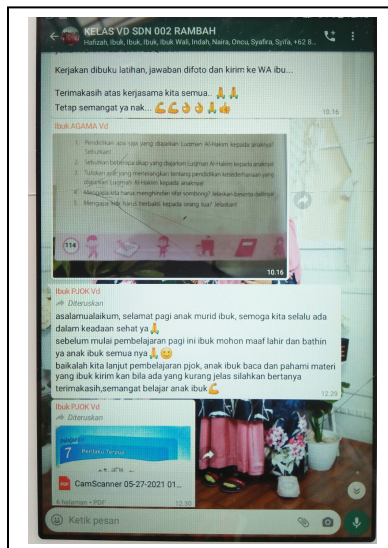 KELAS VD SDN 002 RAMBAH
Hafizah, Ibuk, Ibuk, Ibuk, Ibuk Wali, Indah, Naira, Oncu, Syafira, Syifa, +62 8...
Kerjakan dibuku latihan, jawaban difoto dan kirim ke WA ibu...
Terimakasih atas kerjasama kita semua.. 🙏🙏
Tetap semangat ya nak... 💪💪👌👌🙏👍
10.16
Ibuk AGAMA Vd
1. Pendidikan apa saja yang diajarkan Luqman Al-Hakim kepada anaknya?
Sebutkan!
2. Sebutkan beberapa sikap yang diajarkan Luqman Al-Hakim kepada anaknya!
3. Tuliskan ayat yang menerangkan tentang pendidikan kesederhanaan yang
diajarkan Luqman Al-Hakim kepada anaknya!
4. Mengapa kita harus menghindari sifat sombong? Jelaskan beserta dalilnya!
5. Mengapa kita harus berbakti kepada orang tua? Jelaskan!
114
10.16
Ibuk PJOK Vd
Diteruskan
asalamualaikum, selamat pagi anak murid ibuk, semoga kita selalu ada
dalam keadaan sehat ya🙏
sebelum mulai pembelajaran pagi ini ibuk mohon maaf lahir dan bathin
ya anak ibuk semua nya🙏😊
baikalah kita lanjut pembelajaran pjok, anak ibuk baca dan pahami materi
yang ibuk kirim kan bila ada yang kurang jelas silahkan bertanya
terimakasih,semangat belajar anak ibuk💪
12.29
Ibuk PJOK Vd
Diteruskan
7
Perilaku Terpuji
PDF
CamScanner 05-27-2021 01...
6 halaman • PDF
12.30
Ketik pesan